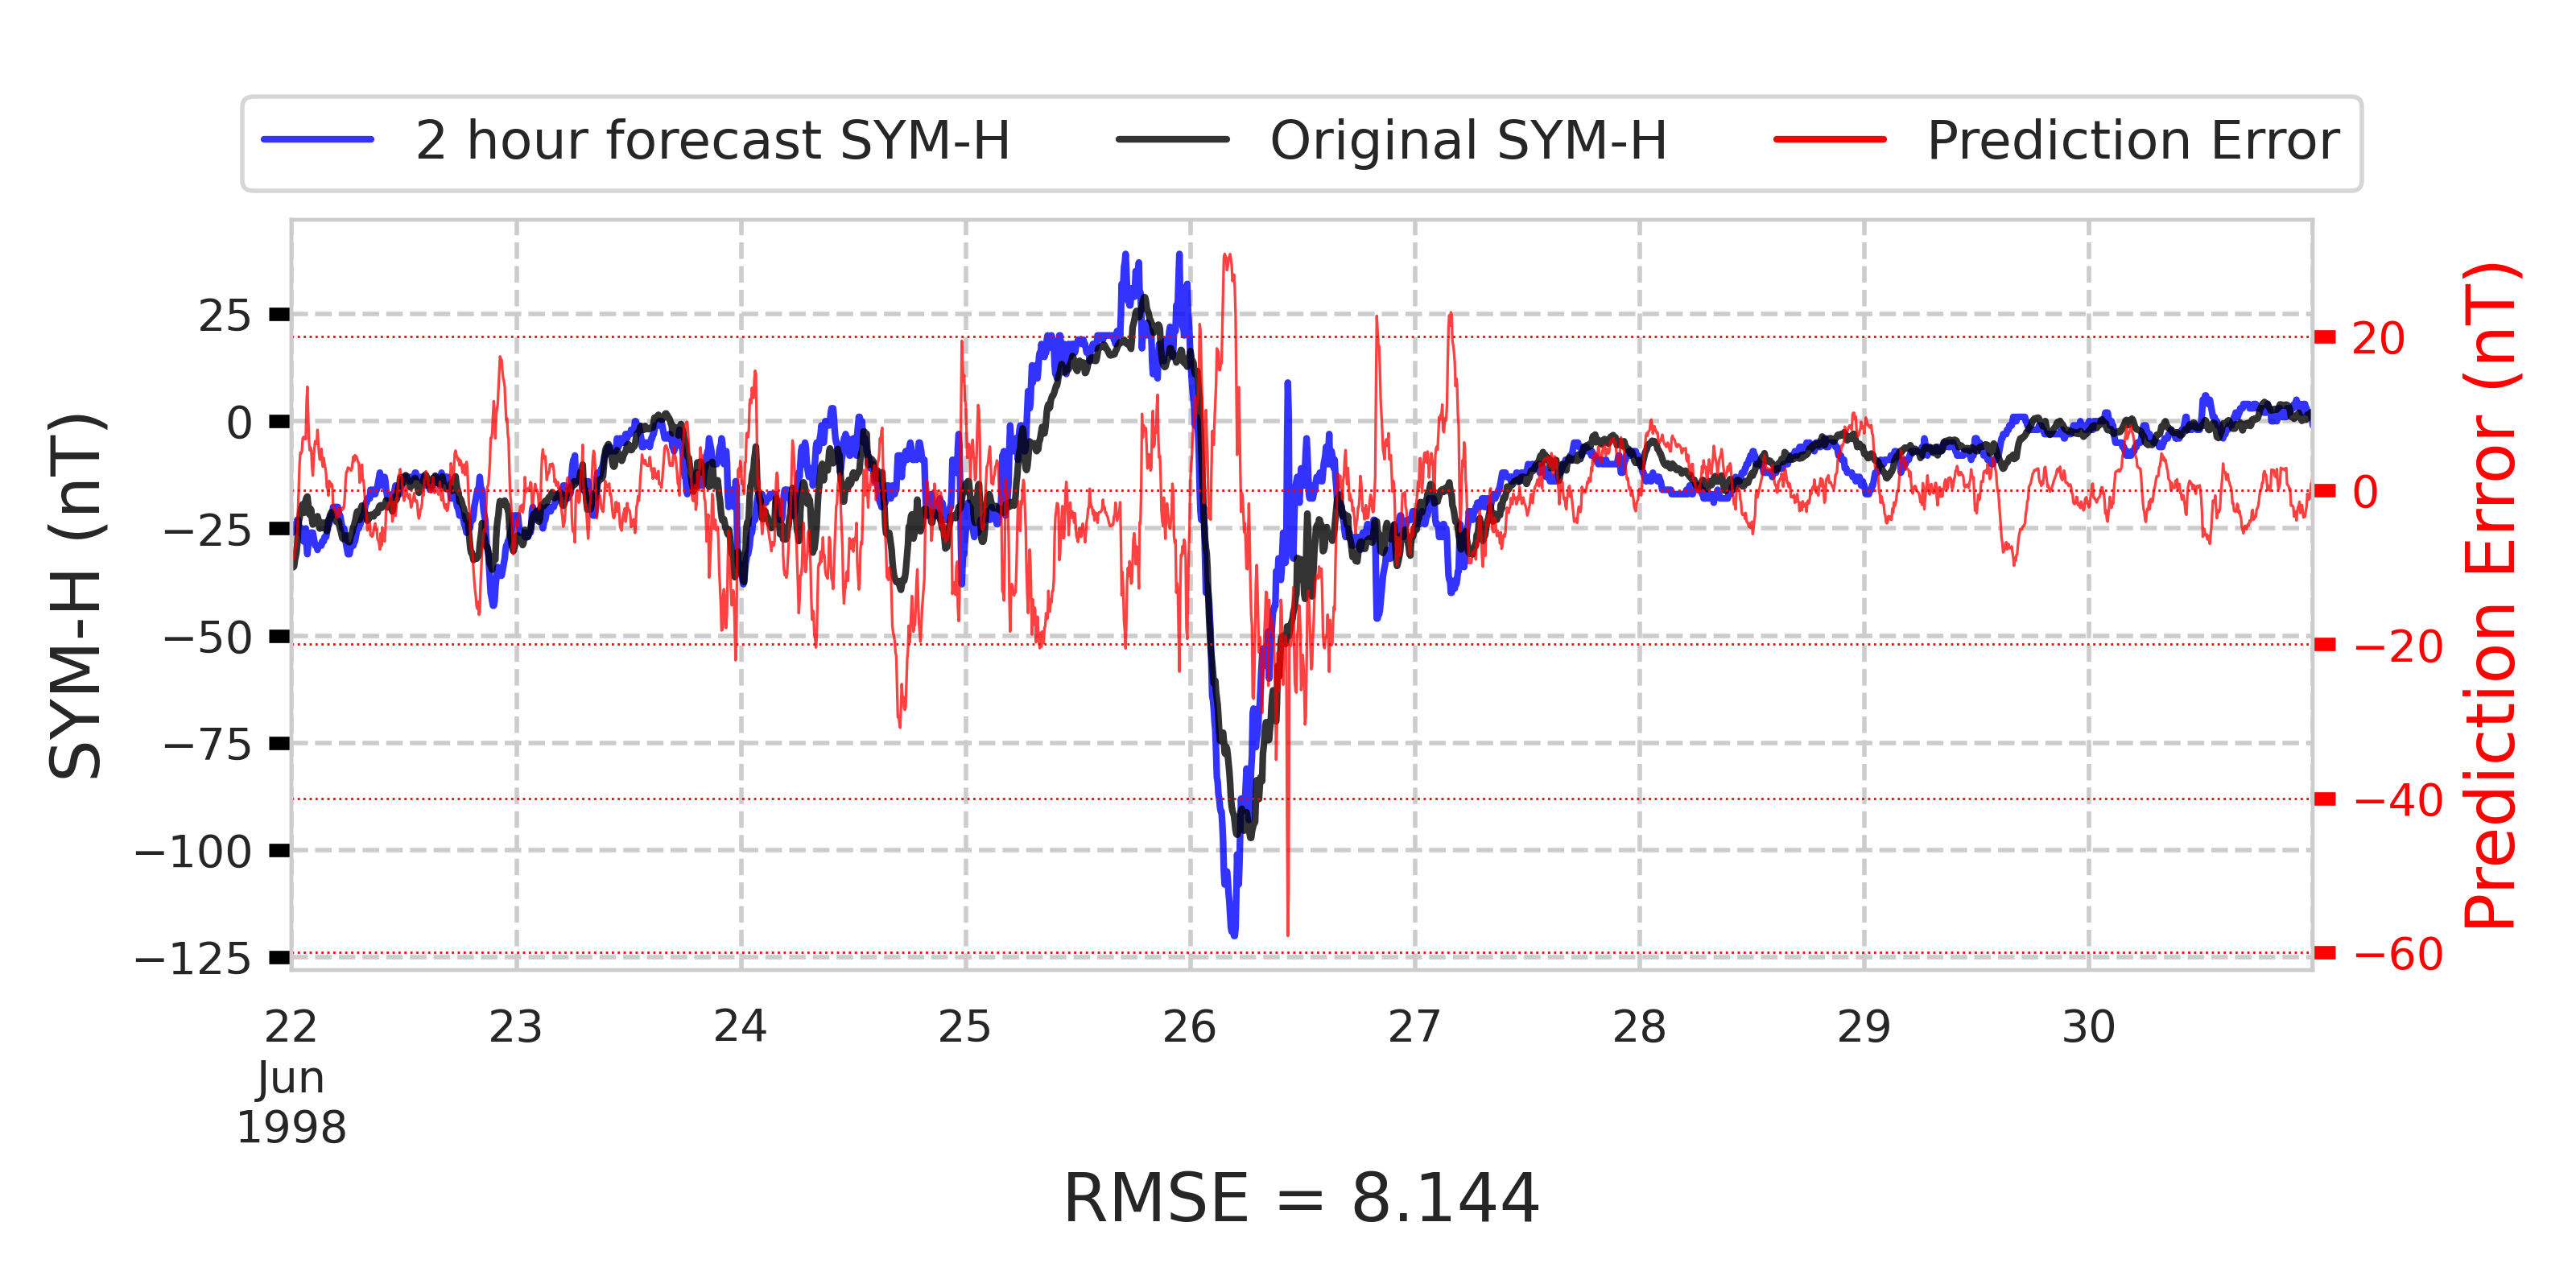 2 hour forecast SYM-H Original SYM-H Prediction Error
SYM-H (nT)
25
0
−25
−50
−75
−100
−125
20
0
−20
−40
−60
Prediction Error (nT)
22 23 24 25 26 27 28 29 30
Jun
1998
RMSE = 8.144